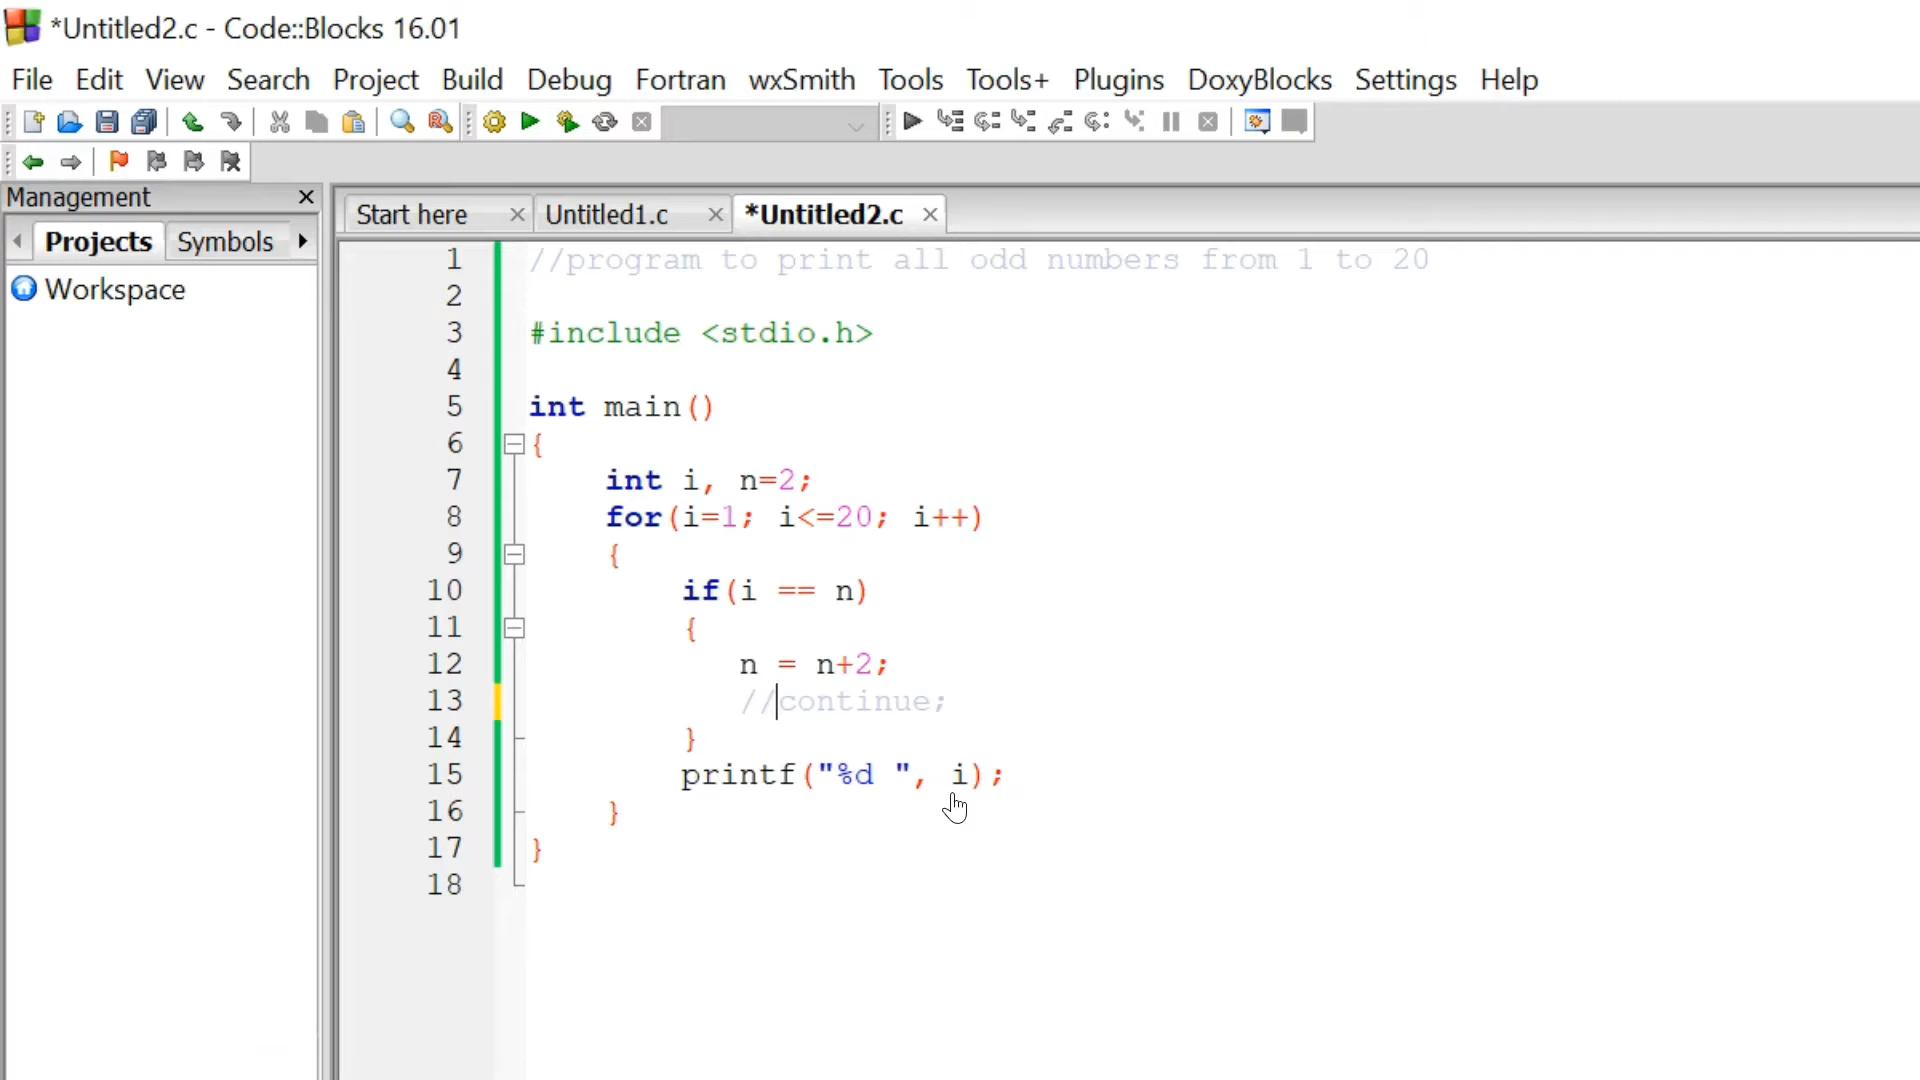 *Untitled2.c - Code::Blocks 16.01
File Edit View Search Project Build Debug Fortran wxSmith Tools Tools+ Plugins DoxyBlocks Settings Help
Management
Projects Symbols
Workspace
Start here Untitled1.c *Untitled2.c
1 //program to print all odd numbers from 1 to 20
2
3 #include <stdio.h>
4
5 int main()
6 {
7 int i, n=2;
8 for(i=1; i<=20; i++)
9 {
10 if(i == n)
11 {
12 n = n+2;
13 //continue;
14 }
15 printf("%d ", i);
16 }
17 }
18